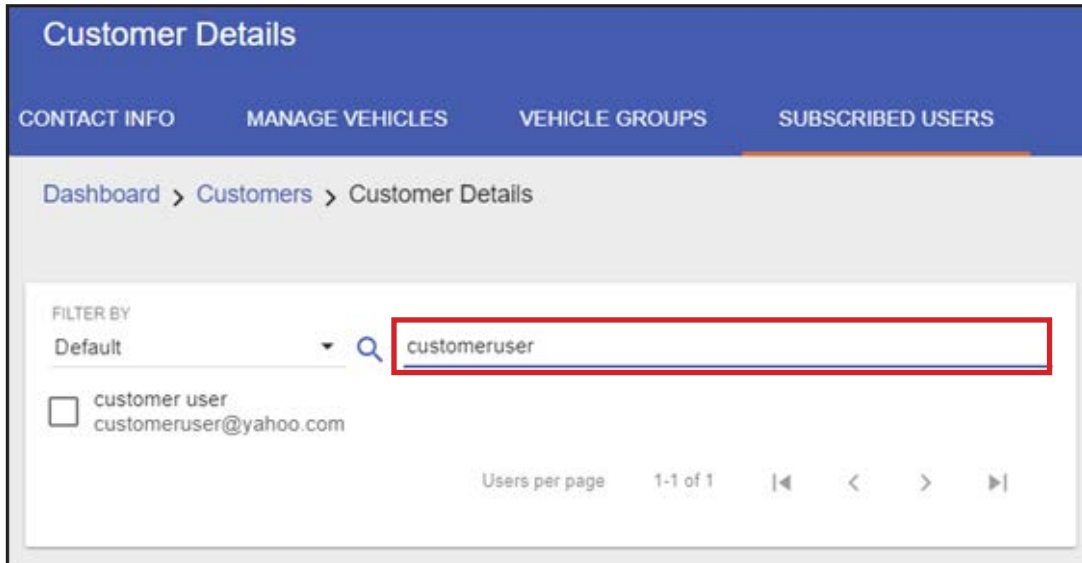 Customer Details
CONTACT INFO MANAGE VEHICLES VEHICLE GROUPS SUBSCRIBED USERS
Dashboard > Customers > Customer Details
FILTER BY
Default customeruser
customer user
customeruser@yahoo.com
Users per page 1-1 of 1